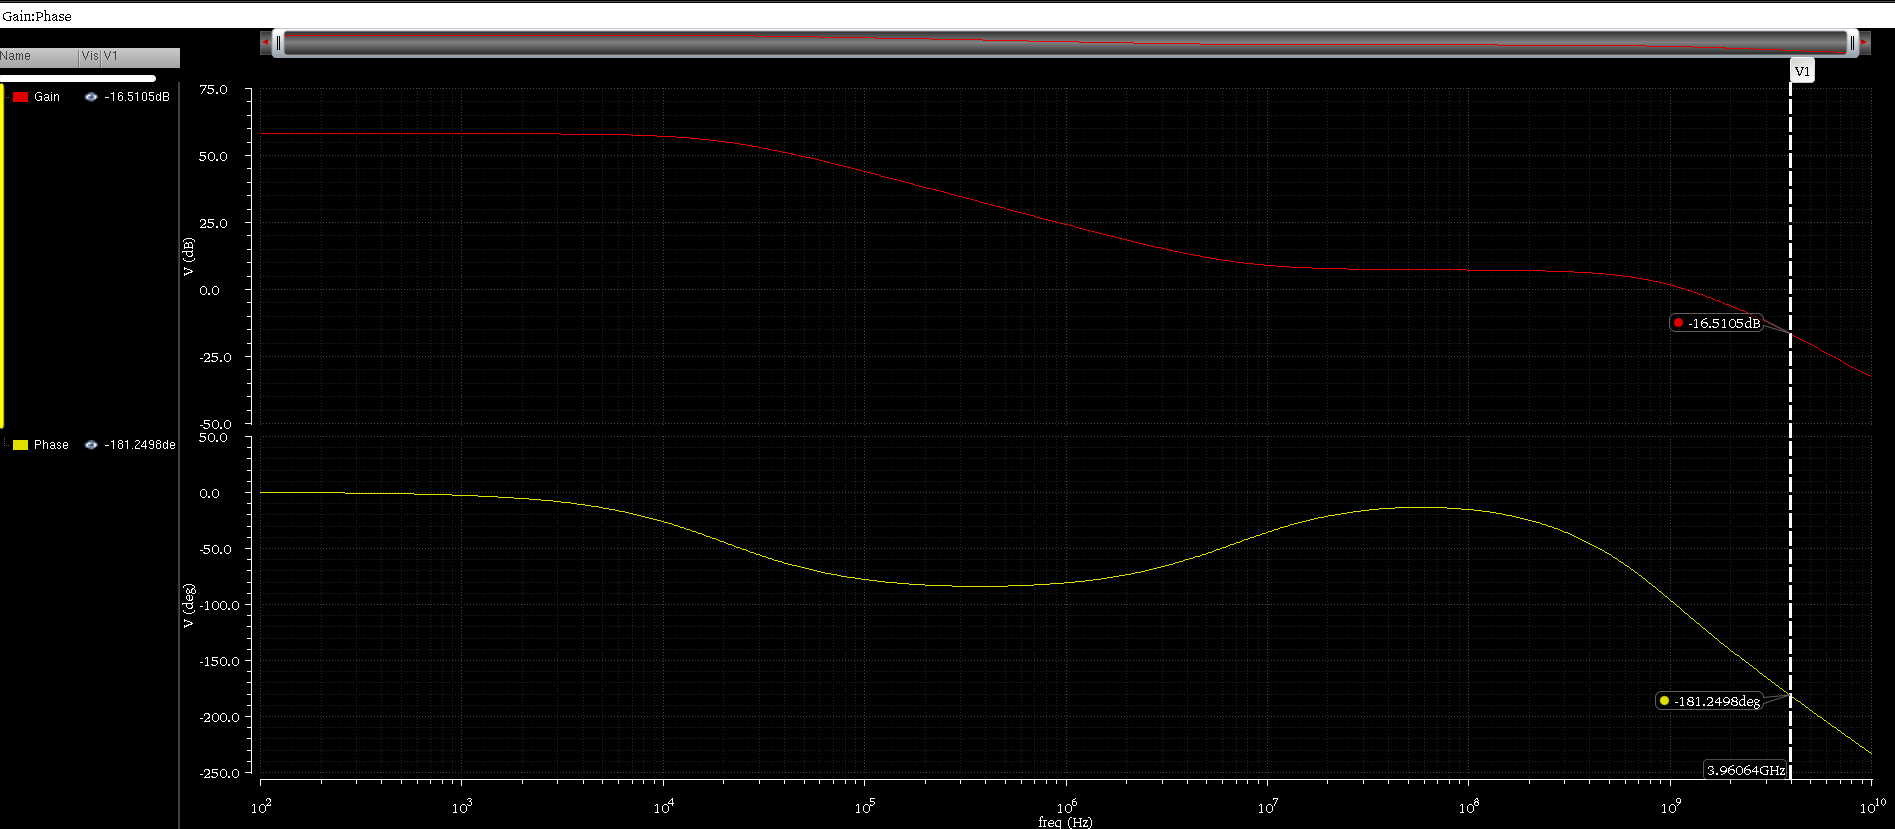 Gain:Phase
Name Vis V1
V1
Gain -16.5105dB
75.0
50.0
25.0
V (dB)
0.0
-16.5105dB
-25.0
-50.0
50.0
Phase -181.2498de
0.0
-50.0
V (deg)
-100.0
-150.0
-181.2498deg
-200.0
-250.0
3.96064GHz
10² 10³ 10⁴ 10⁵ 10⁶ 10⁷ 10⁸ 10⁹ 10¹⁰
freq (Hz)